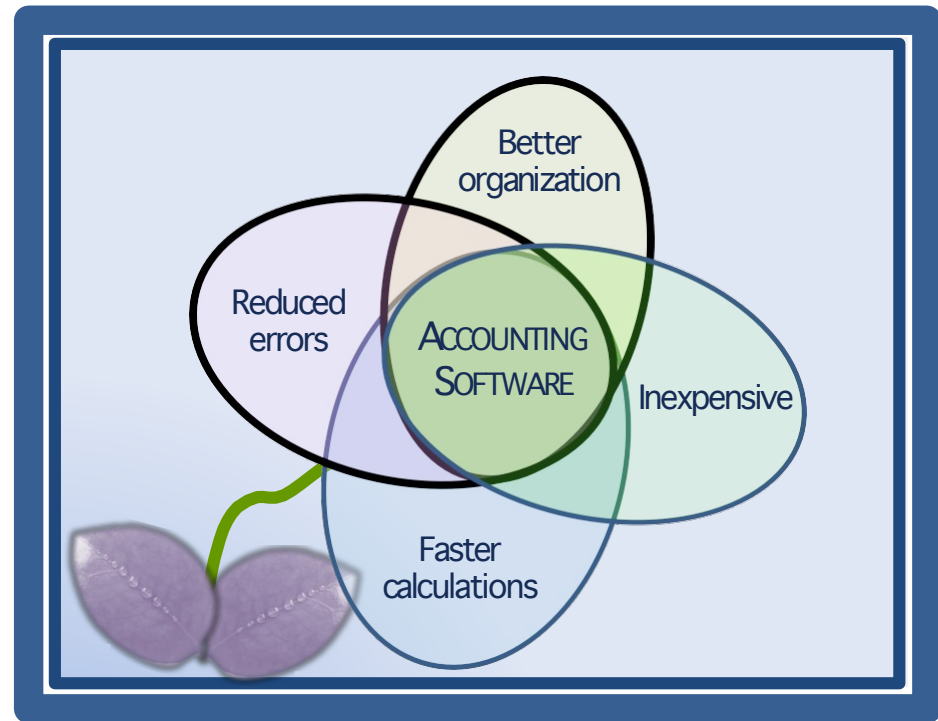 Better
organization
Reduced
errors
ACCOUNTING
SOFTWARE
Inexpensive
Faster
calculations